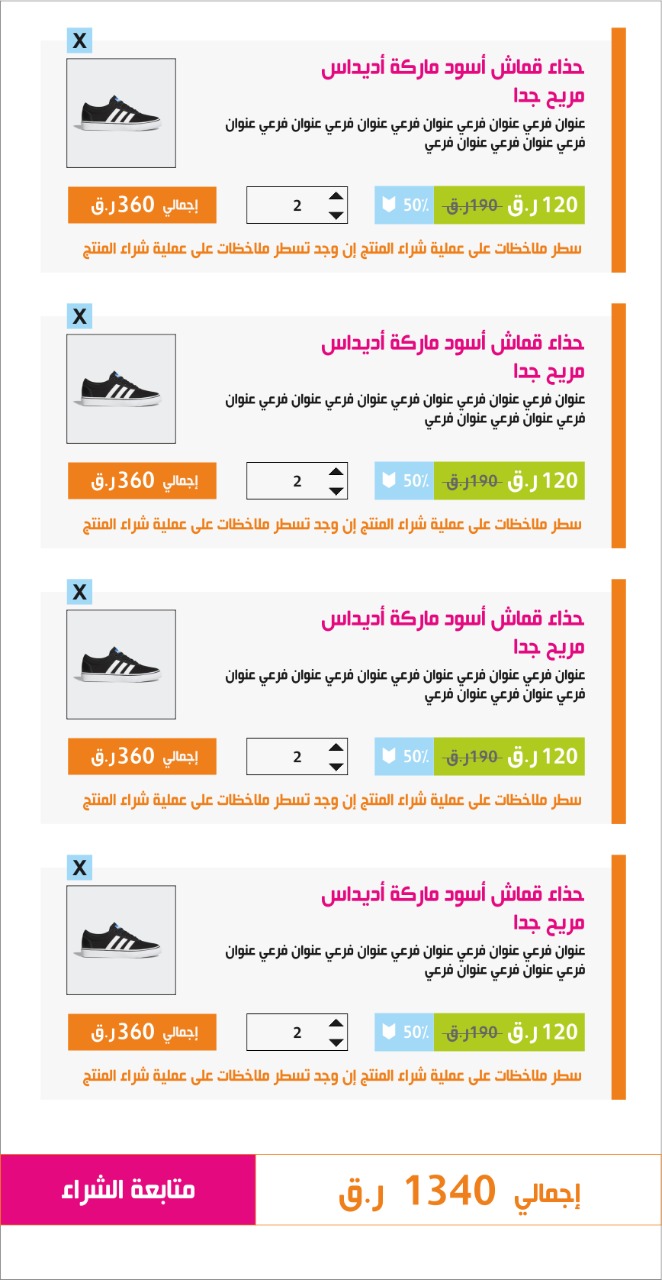 X
حذاء قماش أسود ماركة أديداس
مريح جدا
عنوان فرعي عنوان فرعي عنوان فرعي عنوان فرعي عنوان فرعي عنوان
فرعي عنوان فرعي عنوان فرعي
120 ر.ق 190ر.ق 50٪ 2 إجمالي 360ر.ق
سطر ملاخظات على عملية شراء المنتج إن وجد تسطر ملاخظات على عملية شراء المنتج
X
حذاء قماش أسود ماركة أديداس
مريح جدا
عنوان فرعي عنوان فرعي عنوان فرعي عنوان فرعي عنوان فرعي عنوان
فرعي عنوان فرعي عنوان فرعي
120 ر.ق 190ر.ق 50٪ 2 إجمالي 360ر.ق
سطر ملاخظات على عملية شراء المنتج إن وجد تسطر ملاخظات على عملية شراء المنتج
X
حذاء قماش أسود ماركة أديداس
مريح جدا
عنوان فرعي عنوان فرعي عنوان فرعي عنوان فرعي عنوان فرعي عنوان
فرعي عنوان فرعي عنوان فرعي
120 ر.ق 190ر.ق 50٪ 2 إجمالي 360ر.ق
سطر ملاخظات على عملية شراء المنتج إن وجد تسطر ملاخظات على عملية شراء المنتج
X
حذاء قماش أسود ماركة أديداس
مريح جدا
عنوان فرعي عنوان فرعي عنوان فرعي عنوان فرعي عنوان فرعي عنوان
فرعي عنوان فرعي عنوان فرعي
120 ر.ق 190ر.ق 50٪ 2 إجمالي 360ر.ق
سطر ملاخظات على عملية شراء المنتج إن وجد تسطر ملاخظات على عملية شراء المنتج
إجمالي 1340 ر.ق متابعة الشراء